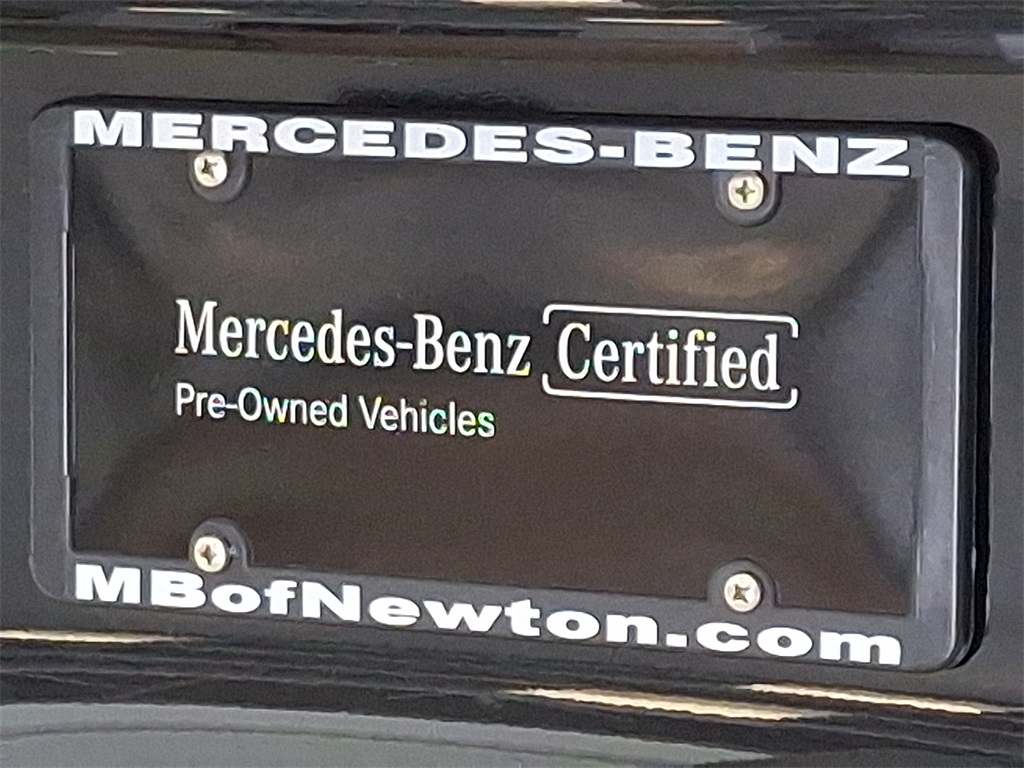 MERCEDES-BENZ
Mercedes-Benz Certified
Pre-Owned Vehicles
MBofNewton.com